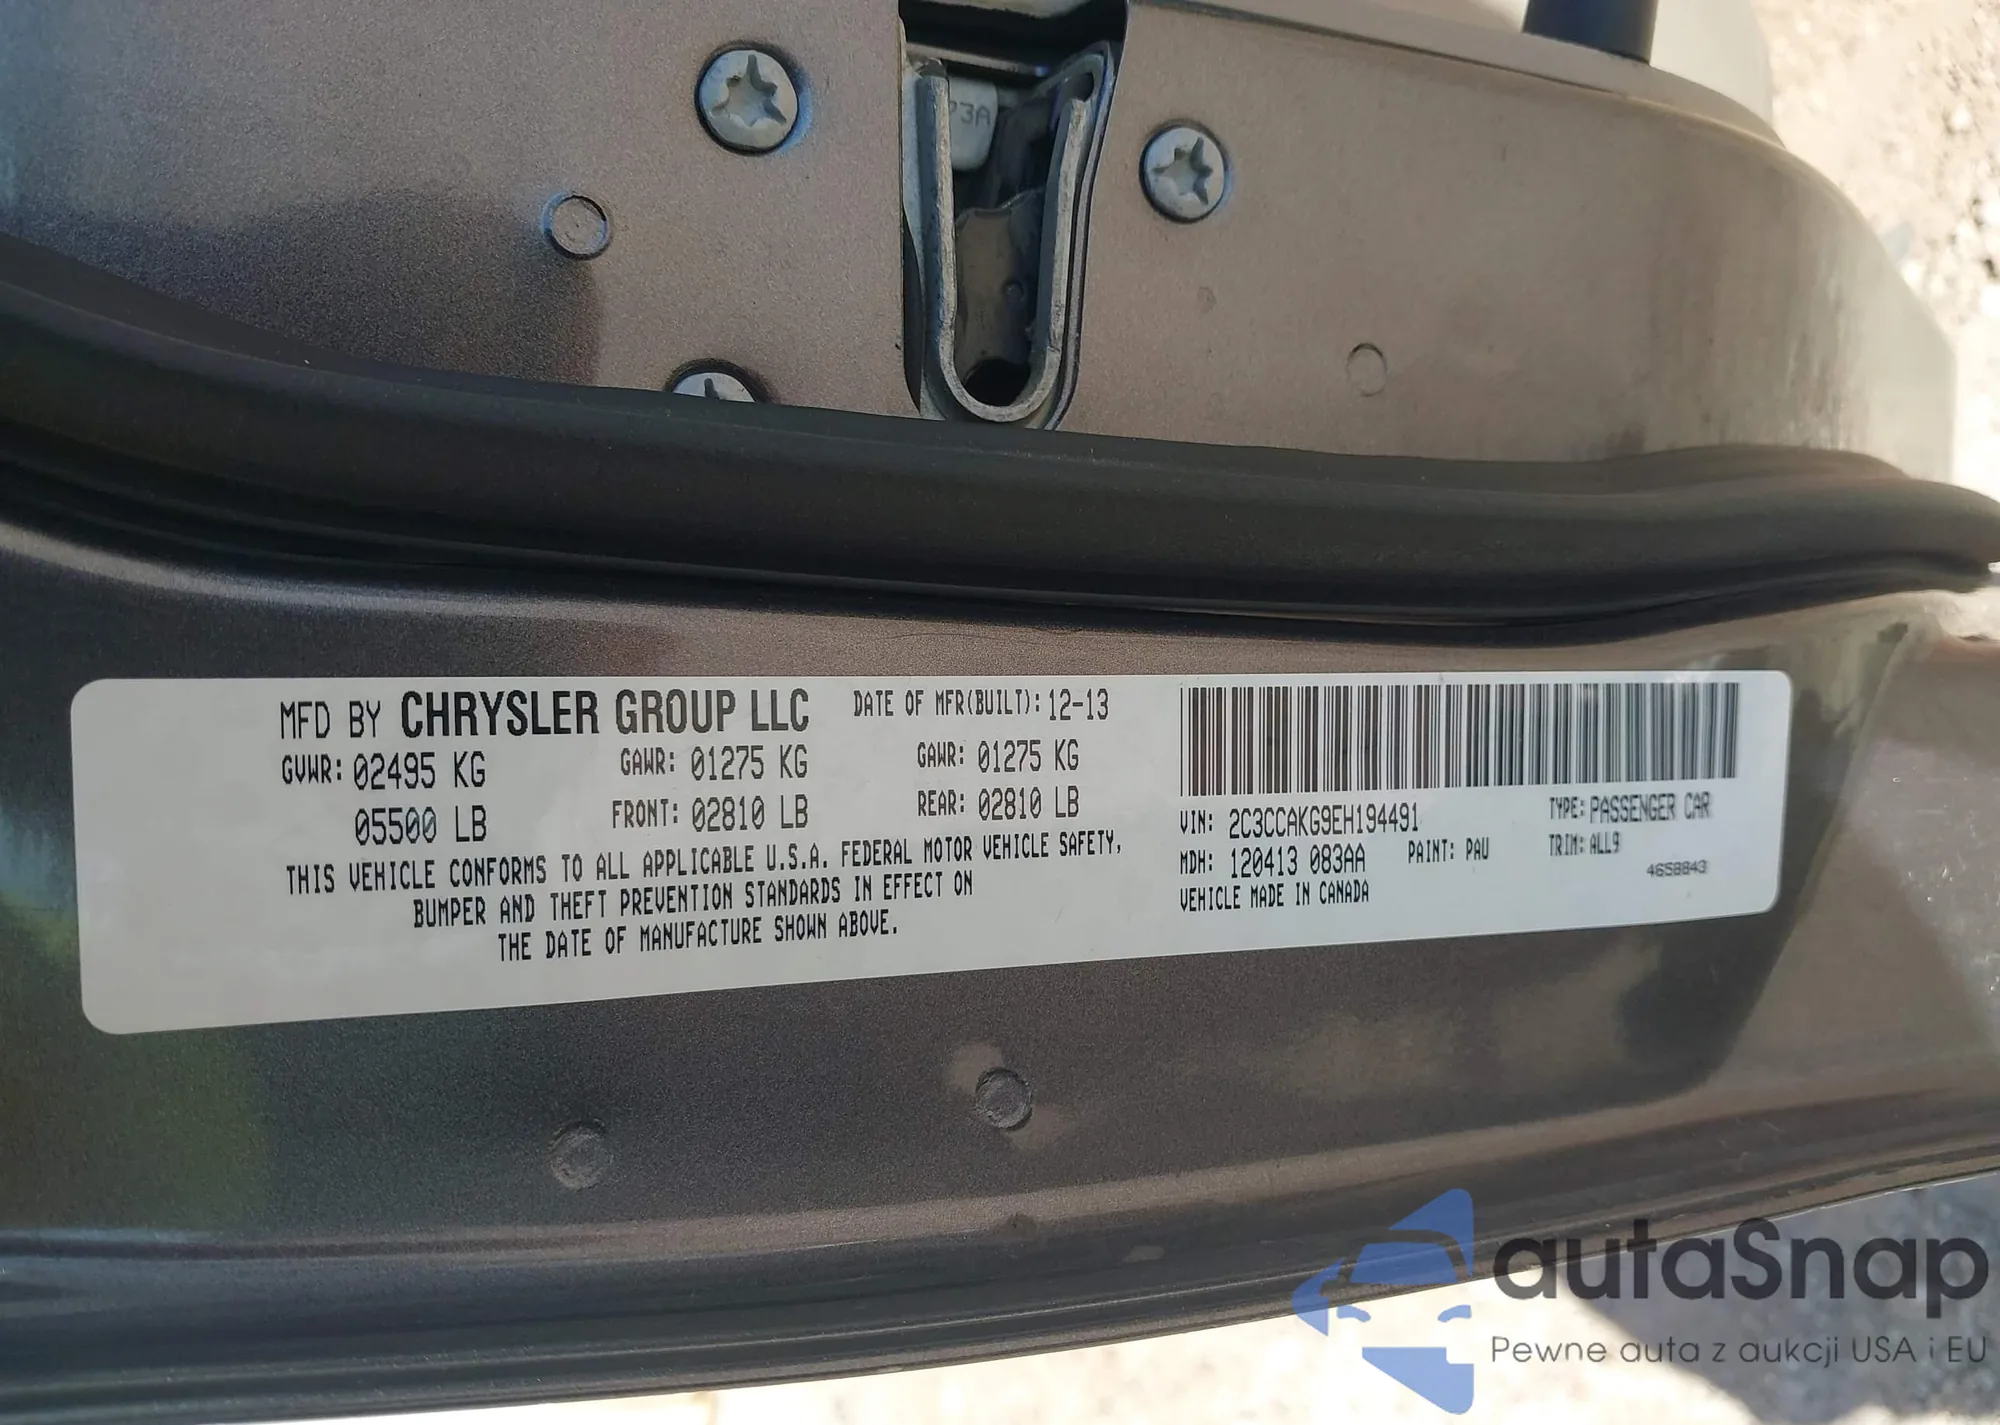 73A
MFD BY CHRYSLER GROUP LLC DATE OF MFR(BUILT): 12-13
GVWR: 02495 KG GAWR: 01275 KG GAWR: 01275 KG
05500 LB FRONT: 02810 LB REAR: 02810 LB
THIS VEHICLE CONFORMS TO ALL APPLICABLE U.S.A. FEDERAL MOTOR VEHICLE SAFETY,
BUMPER AND THEFT PREVENTION STANDARDS IN EFFECT ON
THE DATE OF MANUFACTURE SHOWN ABOVE.
VIN: 2C3CCAKG9EH194491 TYPE: PASSENGER CAR
MDH: 120413 083AA PAINT: PAU TRIM: ALL9
VEHICLE MADE IN CANADA 4658843
autaSnap
Pewne auta z aukcji USA i EU